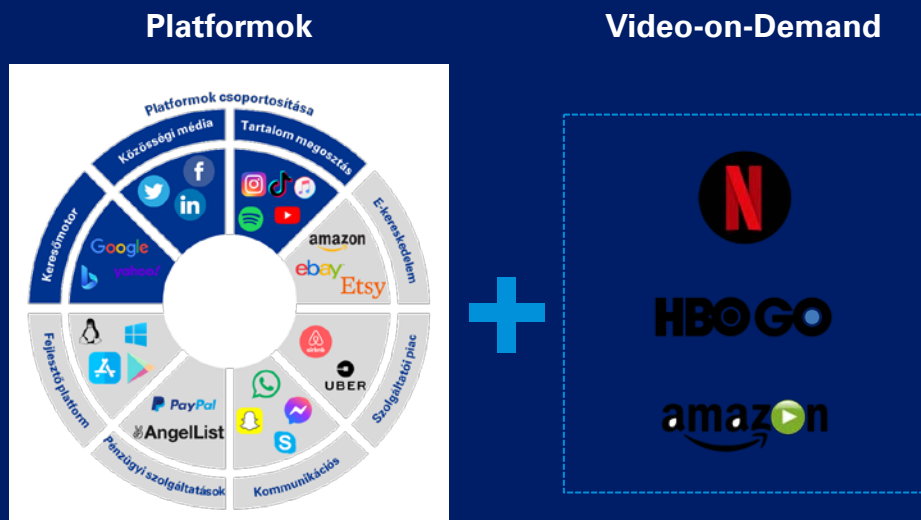 Platformok
Video-on-Demand
Platformok csoportosítása
Közösségi média
Tartalom megosztás
Keresőmotor
E-kereskedelem
f
in
Google
yahoo!
amazon
ebay
Etsy
N
HBO GO
amazon
Fejlesztő platform
Szolgáltatói piac
airbnb
UBER
PayPal
AngelList
S
Pénzügyi szolgáltatások
Kommunikációs